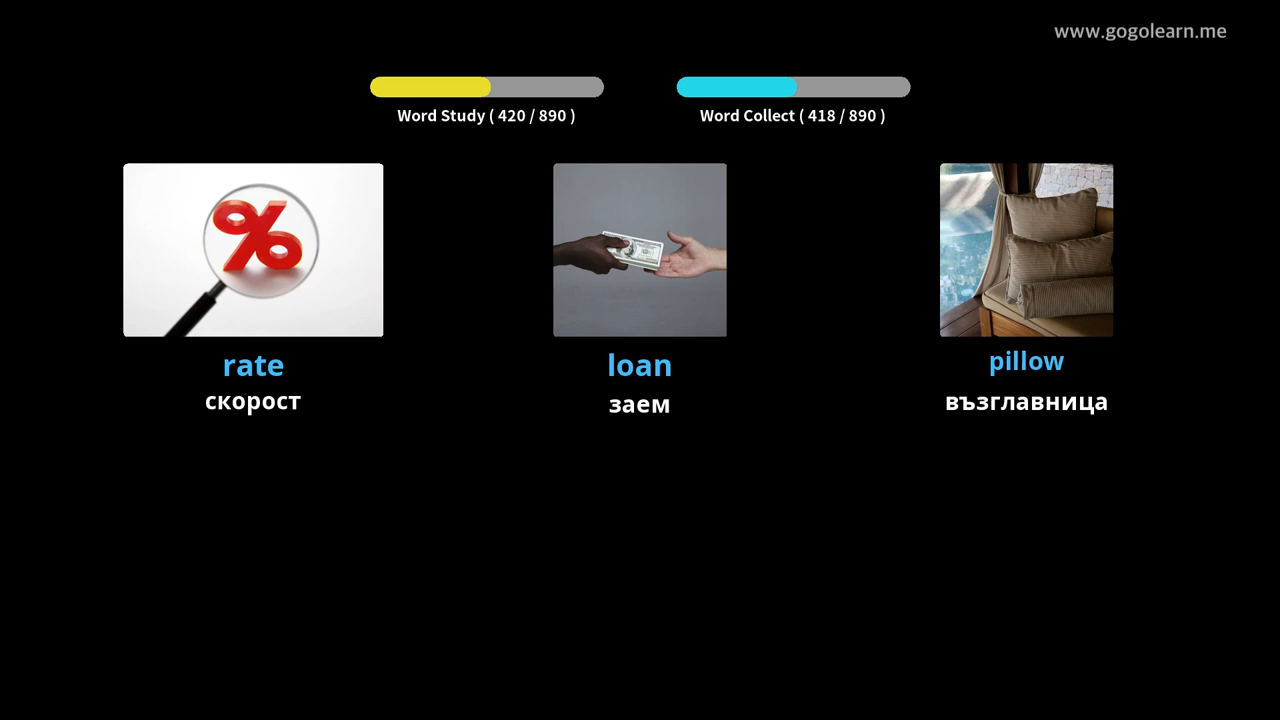 www.gogolearn.me
Word Study ( 420 / 890 )
Word Collect ( 418 / 890 )
rate
скорост
loan
заем
pillow
възглавница